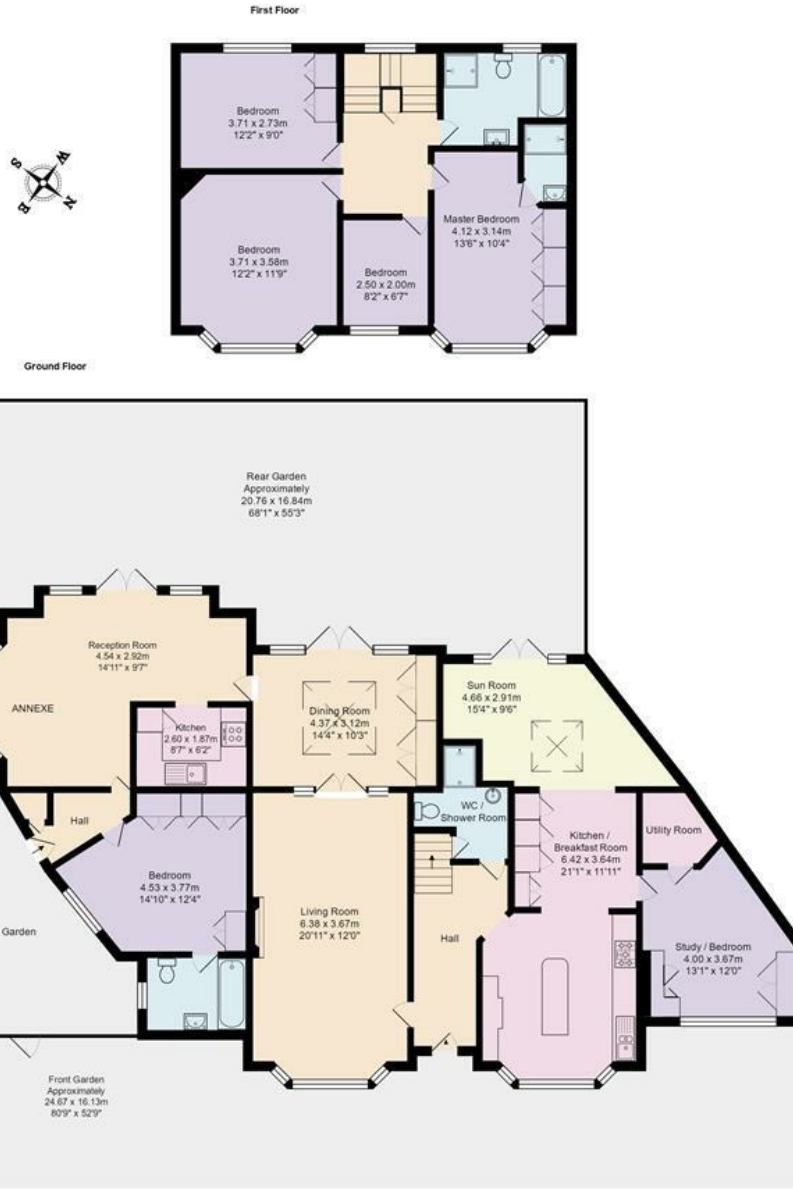 First Floor
Bedroom
3.71 x 2.73m
12'2" x 9'0"
S
W
E
N
Bedroom
3.71 x 3.58m
12'2" x 11'9"
Bedroom
2.50 x 2.00m
8'2" x 6'7"
Master Bedroom
4.12 x 3.14m
13'6" x 10'4"
Ground Floor
Rear Garden
Approximately
20.76 x 16.84m
68'1" x 55'3"
Reception Room
4.54 x 2.92m
14'11" x 9'7"
ANNEXE
Kitchen
2.60 x 1.87m
8'7" x 6'2"
Dining Room
4.37 x 3.12m
14'4" x 10'3"
Sun Room
4.66 x 2.91m
15'4" x 9'6"
Hall
WC /
Shower Room
Kitchen /
Breakfast Room
6.42 x 3.64m
21'1" x 11'11"
Utility Room
Bedroom
4.53 x 3.77m
14'10" x 12'4"
Living Room
6.38 x 3.67m
20'11" x 12'0"
Hall
Study / Bedroom
4.00 x 3.67m
13'1" x 12'0"
Garden
Front Garden
Approximately
24.67 x 16.13m
80'9" x 52'9"